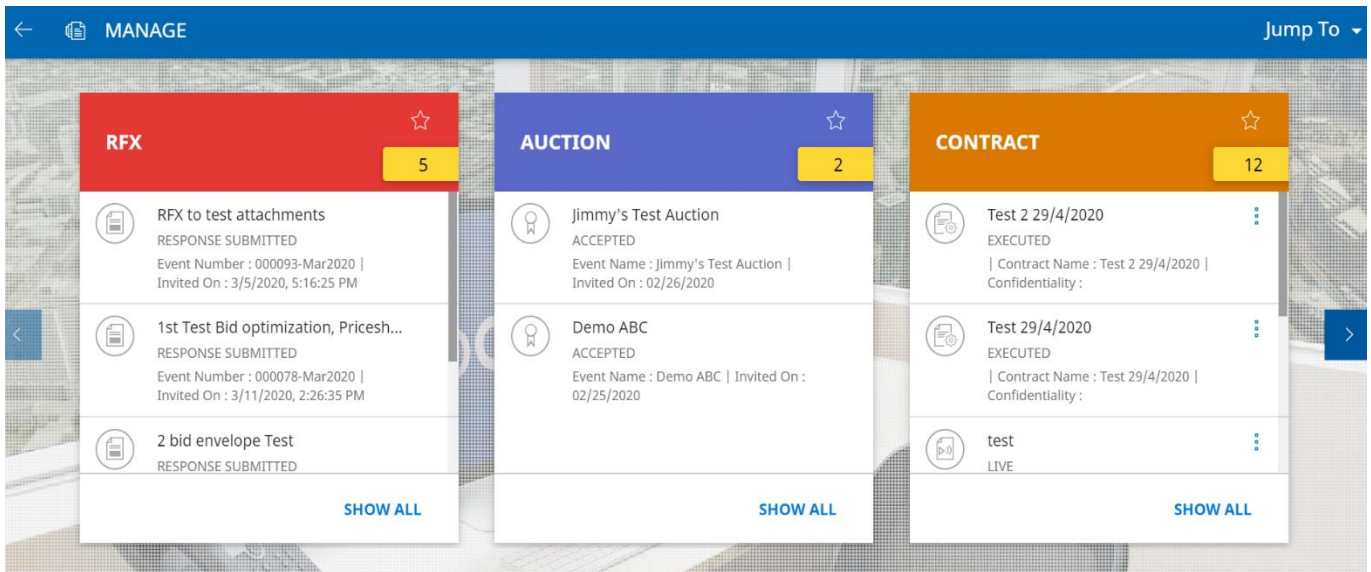 MANAGE
Jump To
RFX
5
RFX to test attachments
RESPONSE SUBMITTED
Event Number : 000093-Mar2020 |
Invited On : 3/5/2020, 5:16:25 PM
1st Test Bid optimization, Pricesh...
RESPONSE SUBMITTED
Event Number : 000078-Mar2020 |
Invited On : 3/11/2020, 2:26:35 PM
2 bid envelope Test
RESPONSE SUBMITTED
SHOW ALL
AUCTION
2
Jimmy's Test Auction
ACCEPTED
Event Name : Jimmy's Test Auction |
Invited On : 02/26/2020
Demo ABC
ACCEPTED
Event Name : Demo ABC | Invited On :
02/25/2020
SHOW ALL
CONTRACT
12
Test 2 29/4/2020
EXECUTED
| Contract Name : Test 2 29/4/2020 |
Confidentiality :
Test 29/4/2020
EXECUTED
| Contract Name : Test 29/4/2020 |
Confidentiality :
test
LIVE
SHOW ALL